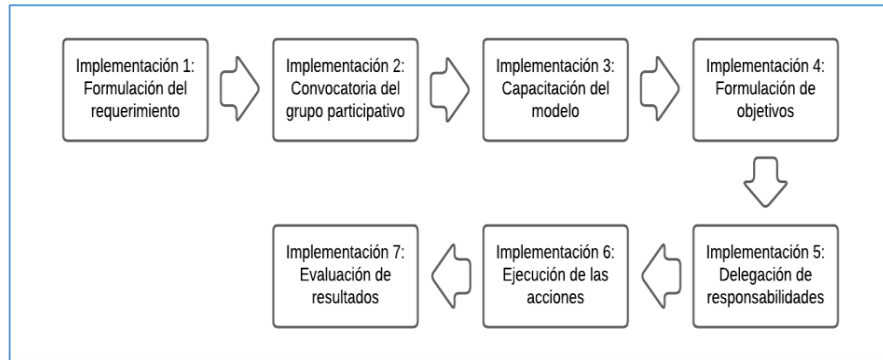 Implementación 1:
Formulación del
requerimiento
Implementación 2:
Convocatoria del
grupo participativo
Implementación 3:
Capacitación del
modelo
Implementación 4:
Formulación de
objetivos
Implementación 5:
Delegación de
responsabilidades
Implementación 6:
Ejecución de las
acciones
Implementación 7:
Evaluación de
resultados